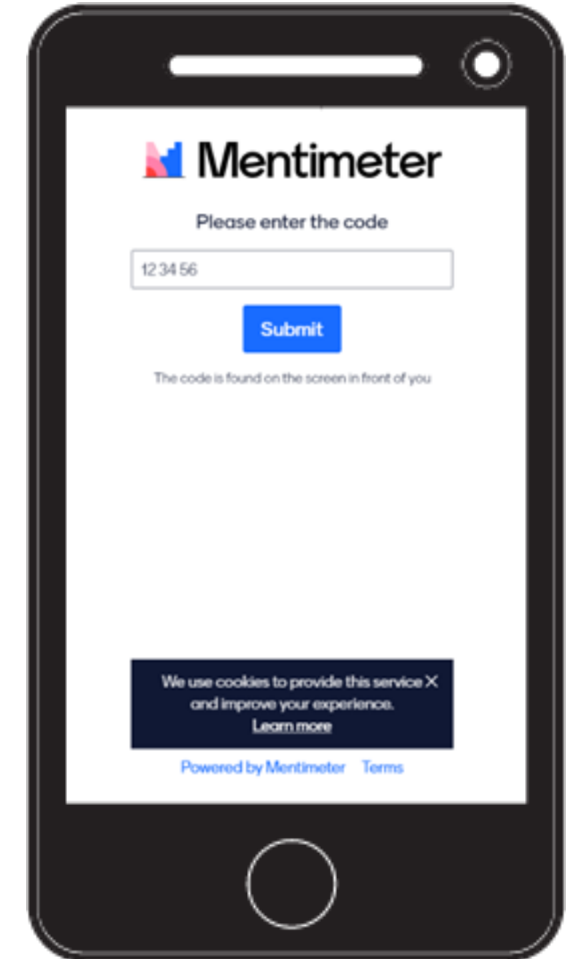 Mentimeter
Please enter the code
12 34 56
Submit
The code is found on the screen in front of you
We use cookies to provide this service ×
and improve your experience.
Learn more
Powered by Mentimeter Terms